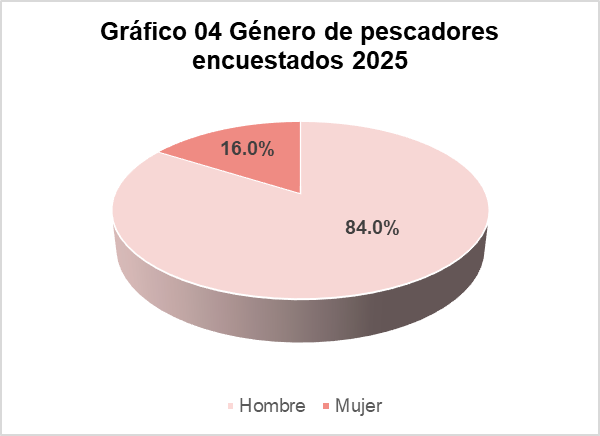 Gráfico 04 Género de pescadores
encuestados 2025
16.0%
84.0%
Hombre Mujer